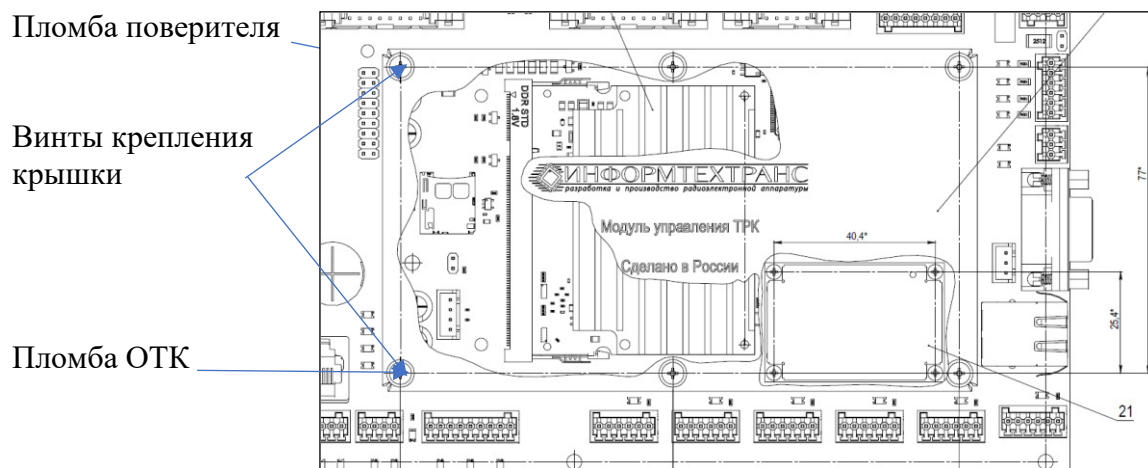 Пломба поверителя
Винты крепления
крышки
Пломба ОТК
2512
DDR STD
1.8V
ИНФОРМТЕХТРАНС
разработка и производство радиоэлектронной аппаратуры
Модуль управления ТРК
Сделано в России
40,4*
25,4*
77*
21